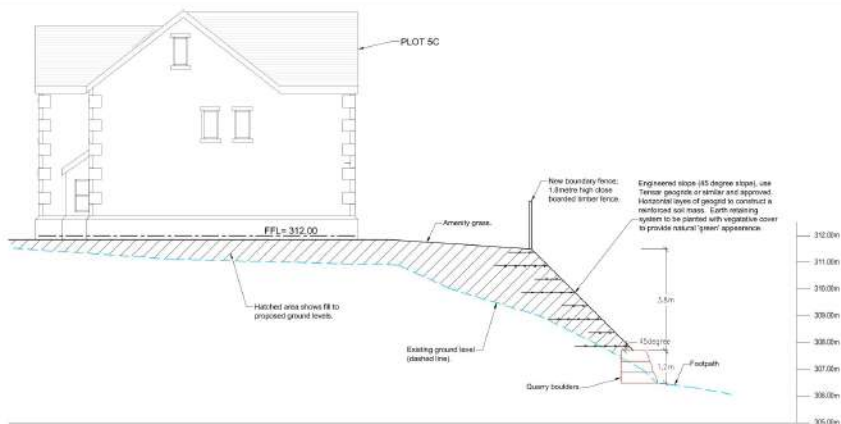 PLOT 5C
New boundary fence;
1.8metre high close
boarded timber fence.
Engineered slope (45 degree slope), use
Tensar geogrids or similar and approved.
Horizontal layes of geogrid to construct a
reinforced soil mass. Earth retaining
system to be planted with vegatative cover
to provide natural 'green' appearance.
FFL= 312.00
Amenity grass.
312.00m
311.00m
310.00m
309.00m
308.00m
307.00m
306.00m
305.00m
3.8m
Hatched area shows fill to
proposed ground levels.
45degree
Existing ground level
(dashed line).
1.2m
Footpath
Quarry boulders